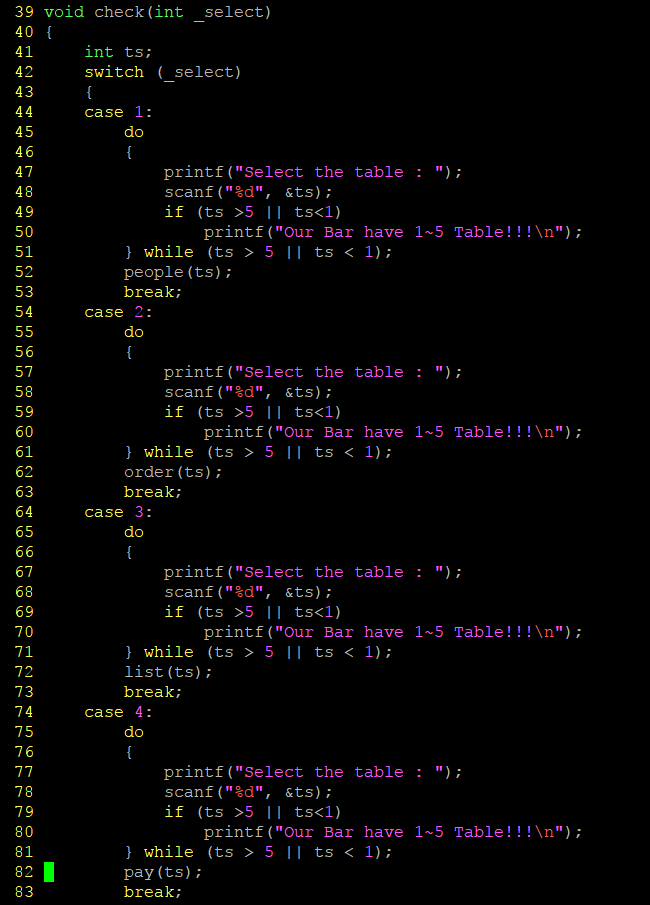 39 void check(int _select)
40 {
41     int ts;
42     switch (_select)
43     {
44     case 1:
45         do
46         {
47             printf("Select the table : ");
48             scanf("%d", &ts);
49             if (ts >5 || ts<1)
50                 printf("Our Bar have 1~5 Table!!!\n");
51         } while (ts > 5 || ts < 1);
52         people(ts);
53         break;
54     case 2:
55         do
56         {
57             printf("Select the table : ");
58             scanf("%d", &ts);
59             if (ts >5 || ts<1)
60                 printf("Our Bar have 1~5 Table!!!\n");
61         } while (ts > 5 || ts < 1);
62         order(ts);
63         break;
64     case 3:
65         do
66         {
67             printf("Select the table : ");
68             scanf("%d", &ts);
69             if (ts >5 || ts<1)
70                 printf("Our Bar have 1~5 Table!!!\n");
71         } while (ts > 5 || ts < 1);
72         list(ts);
73         break;
74     case 4:
75         do
76         {
77             printf("Select the table : ");
78             scanf("%d", &ts);
79             if (ts >5 || ts<1)
80                 printf("Our Bar have 1~5 Table!!!\n");
81         } while (ts > 5 || ts < 1);
82         pay(ts);
83         break;